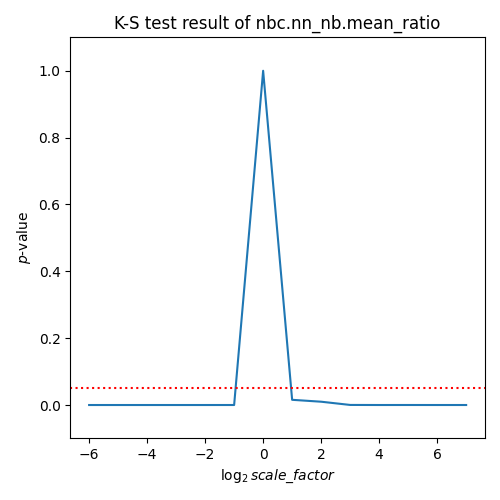 K-S test result of nbc.nn_nb.mean_ratio
1.0
0.8
0.6
0.4
0.2
0.0
p-value
−6 −4 −2 0 2 4 6
log₂ scale_factor